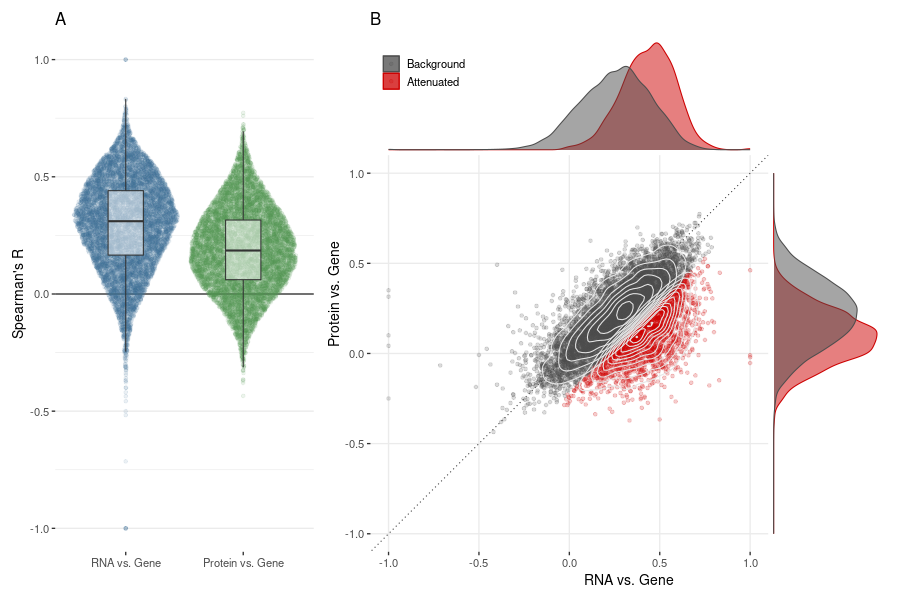 A
Spearman's R
1.0
0.5
0.0
-0.5
-1.0
RNA vs. Gene
Protein vs. Gene
B
Background
Attenuated
Protein vs. Gene
1.0
0.5
0.0
-0.5
-1.0
-1.0
-0.5
0.0
0.5
1.0
RNA vs. Gene